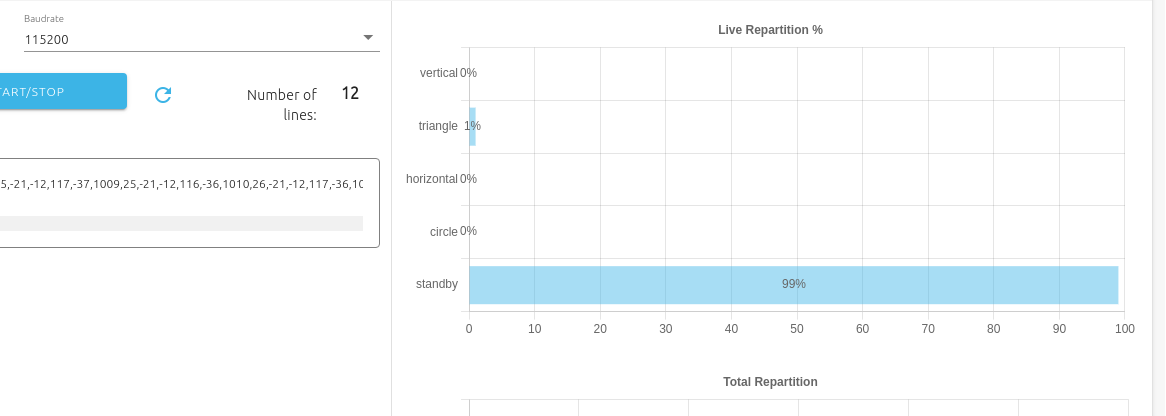 Baudrate
115200
ART/STOP
Number of
lines:
12
5,-21,-12,117,-37,1009,25,-21,-12,116,-36,1010,26,-21,-12,117,-36,10
Live Repartition %
vertical 0%
triangle 1%
horizontal 0%
circle 0%
standby 99%
0 10 20 30 40 50 60 70 80 90 100
Total Repartition